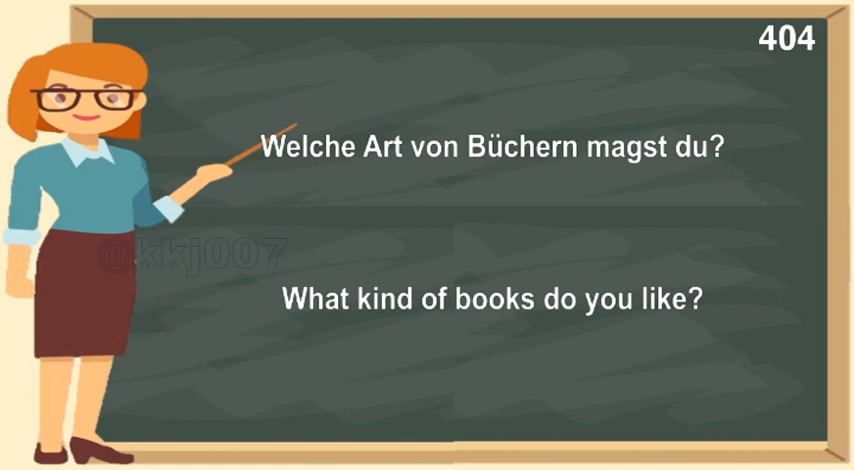 404
Welche Art von Büchern magst du?
@kkj007
What kind of books do you like?